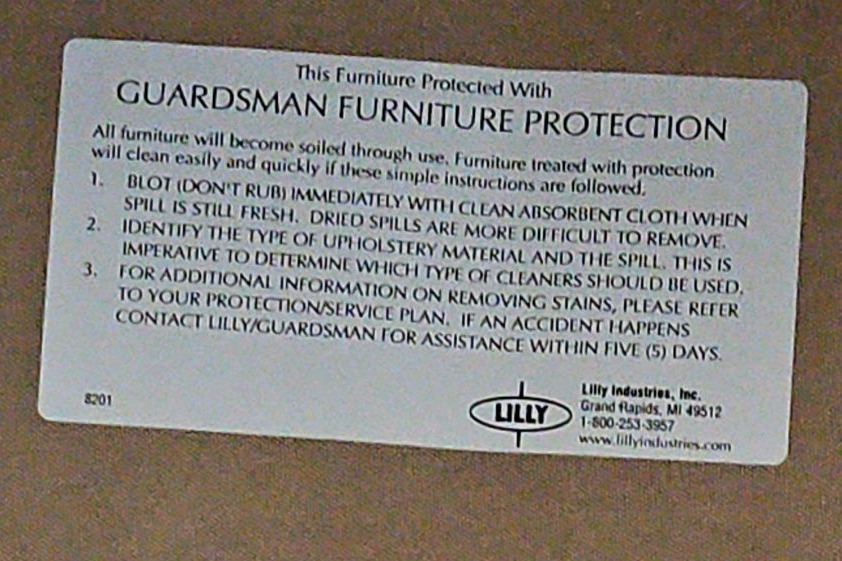 This Furniture Protected With
GUARDSMAN FURNITURE PROTECTION
All furniture will become soiled through use. Furniture treated with protection
will clean easily and quickly if these simple instructions are followed.
1. BLOT (DON'T RUB) IMMEDIATELY WITH CLEAN ABSORBENT CLOTH WHEN
SPILL IS STILL FRESH. DRIED SPILLS ARE MORE DIFFICULT TO REMOVE.
2. IDENTIFY THE TYPE OF UPHOLSTERY MATERIAL AND THE SPILL. THIS IS
IMPERATIVE TO DETERMINE WHICH TYPE OF CLEANERS SHOULD BE USED.
3. FOR ADDITIONAL INFORMATION ON REMOVING STAINS, PLEASE REFER
TO YOUR PROTECTION/SERVICE PLAN. IF AN ACCIDENT HAPPENS
CONTACT LILLY/GUARDSMAN FOR ASSISTANCE WITHIN FIVE (5) DAYS.
8201
LILLY
Lilly Industries, Inc.
Grand Rapids, MI 49512
1-800-253-3957
www.lillyindustries.com